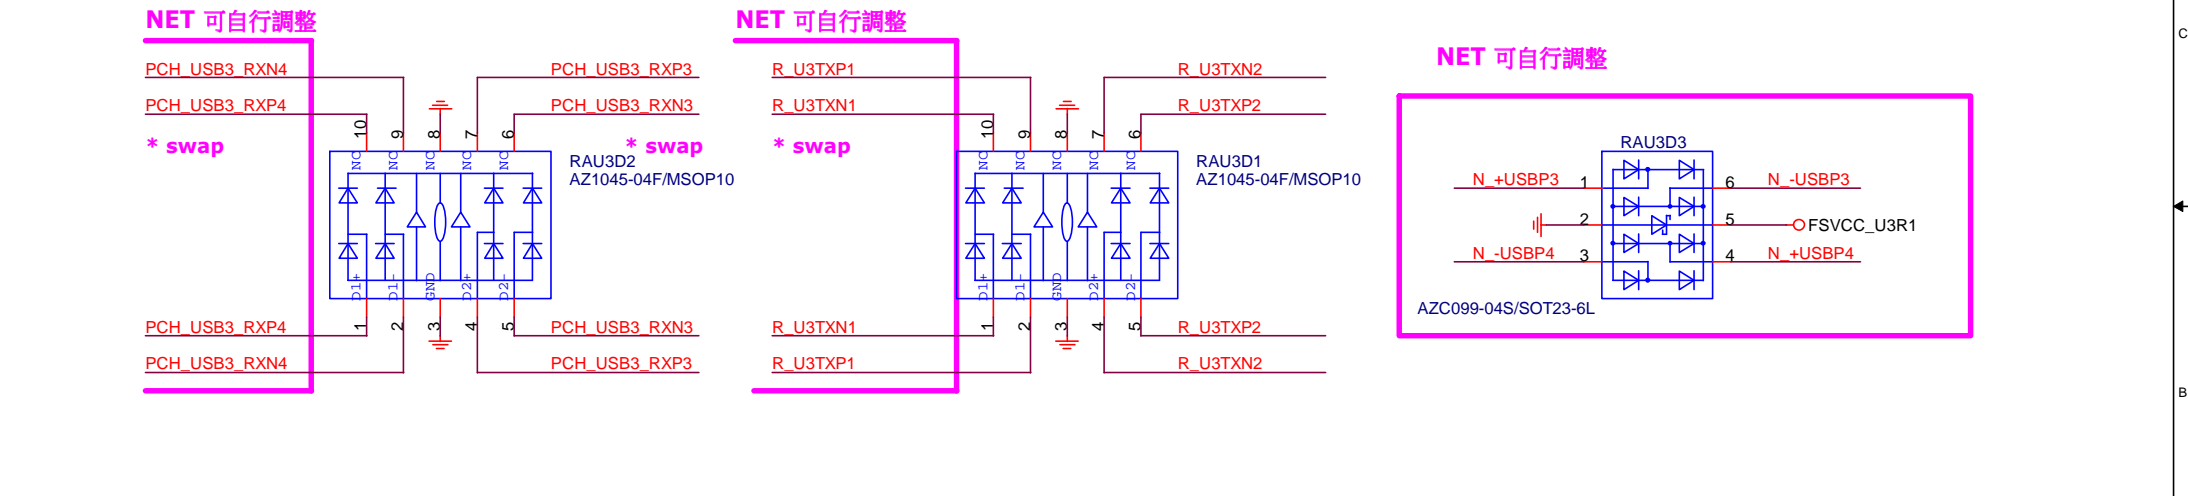 NET 可自行調整
PCH_USB3_RXN4
PCH_USB3_RXP4
* swap
PCH_USB3_RXP3
PCH_USB3_RXN3
* swap
10 9 8 7 6
NC NC NC NC NC
RAU3D2
AZ1045-04F/MSOP10
D1+ D1- GND D2+ D2-
1 2 3 4 5
PCH_USB3_RXP4
PCH_USB3_RXN4
PCH_USB3_RXN3
PCH_USB3_RXP3
NET 可自行調整
R_U3TXP1
R_U3TXN1
* swap
R_U3TXN2
R_U3TXP2
10 9 8 7 6
NC NC NC NC NC
RAU3D1
AZ1045-04F/MSOP10
D1+ D1- GND D2+ D2-
1 2 3 4 5
R_U3TXN1
R_U3TXP1
R_U3TXP2
R_U3TXN2
NET 可自行調整
RAU3D3
N_+USBP3 1 6 N_-USBP3
2 5 FSVCC_U3R1
N_-USBP4 3 4 N_+USBP4
AZC099-04S/SOT23-6L
C
B